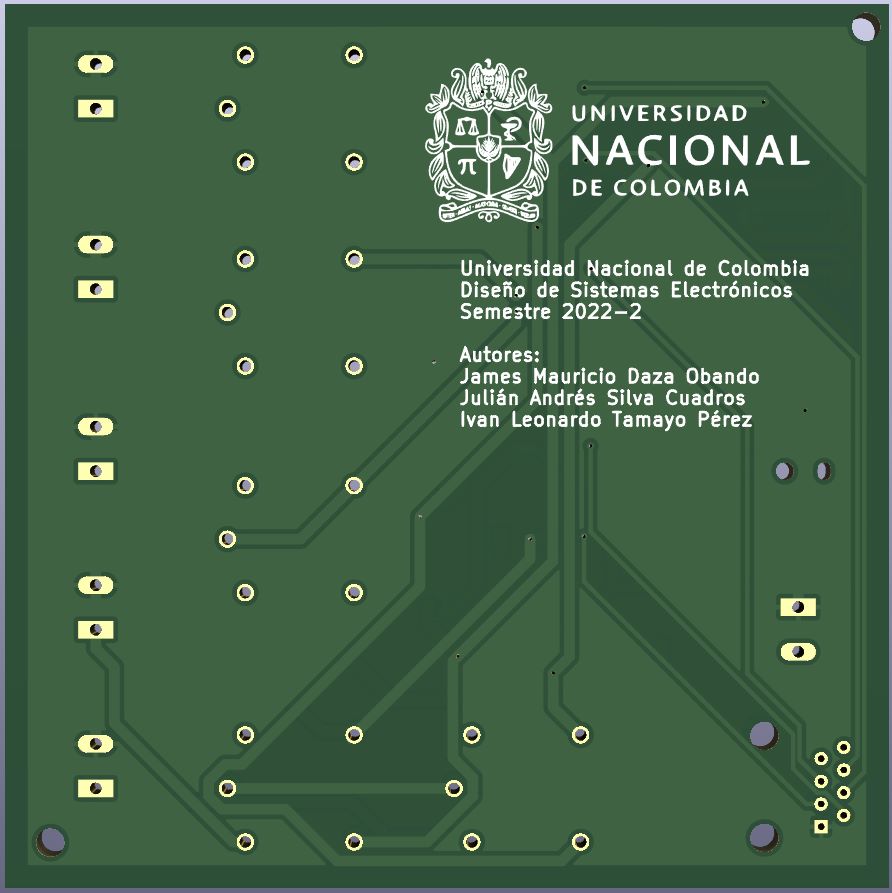 UNIVERSIDAD
NACIONAL
DE COLOMBIA
Universidad Nacional de Colombia
Diseño de Sistemas Electrónicos
Semestre 2022-2
Autores:
James Mauricio Daza Obando
Julián Andrés Silva Cuadros
Ivan Leonardo Tamayo Pérez